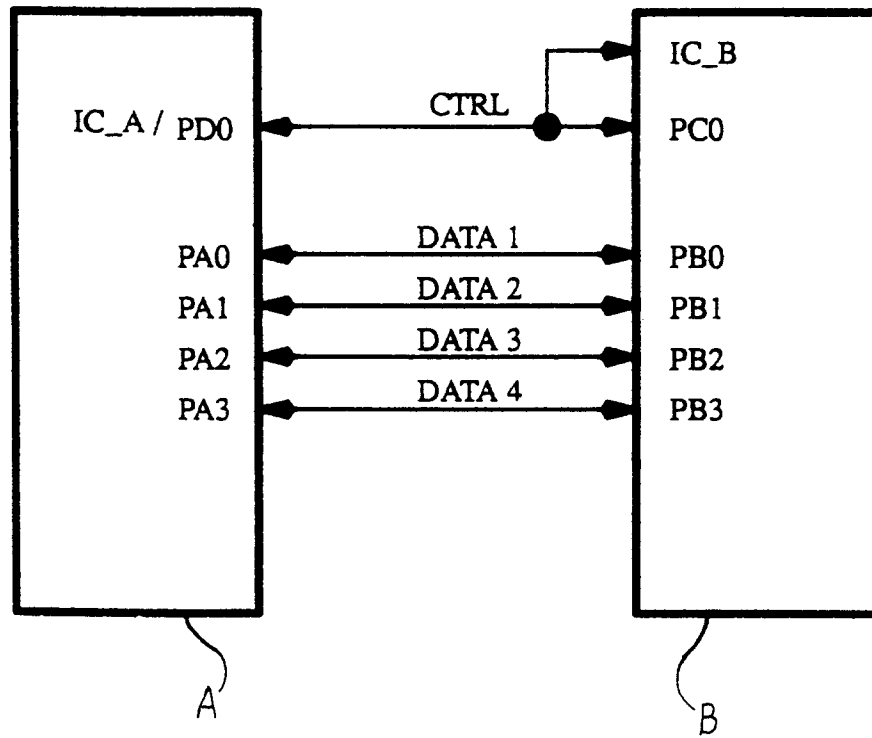 IC_B
CTRL
IC_A / PD0
PC0
DATA 1
PA0
PB0
DATA 2
PA1
PB1
DATA 3
PA2
PB2
DATA 4
PA3
PB3
A
B